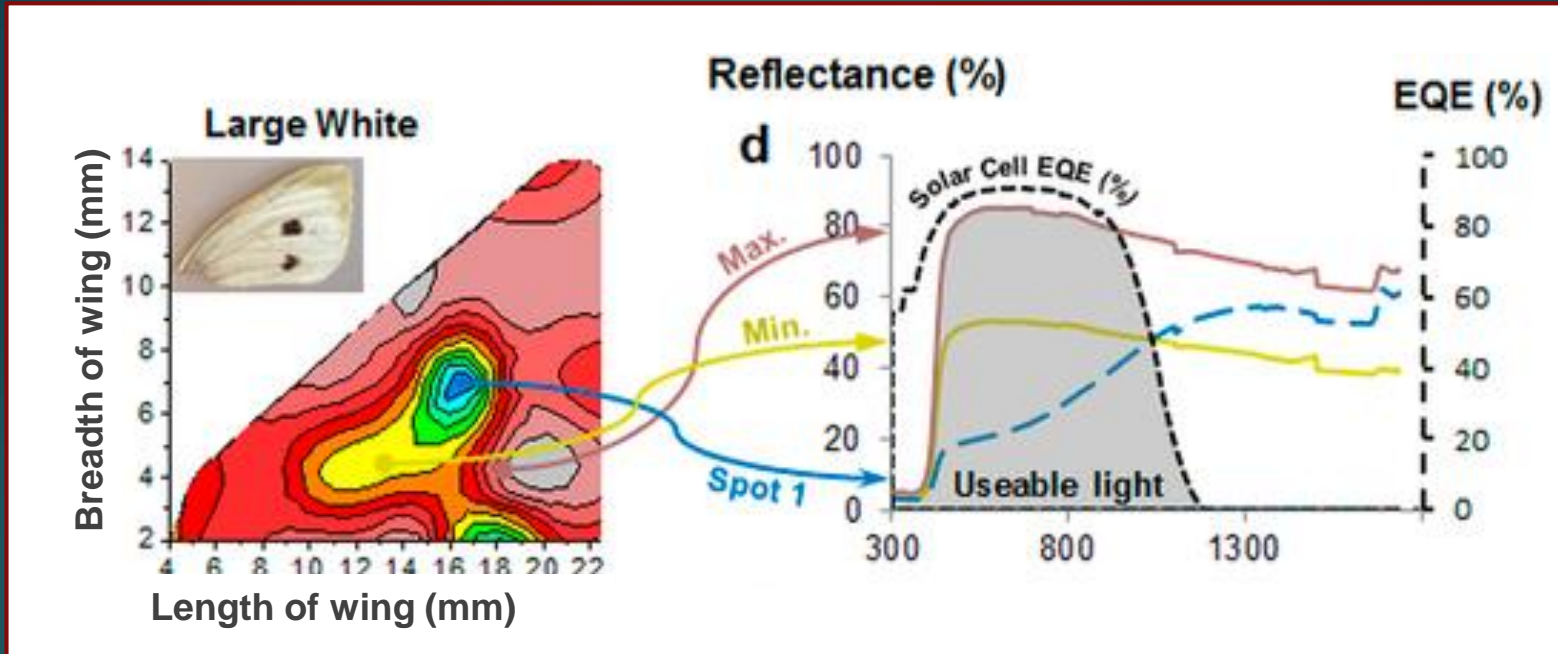 Large White
Breadth of wing (mm)
14
12
10
8
6
4
2
4 6 8 10 12 14 16 18 20 22
Length of wing (mm)
Max.
Min.
Spot 1
Reflectance (%)
d
100
80
60
40
20
0
Solar Cell EQE (%)
Useable light
300 800 1300
EQE (%)
100
80
60
40
20
0